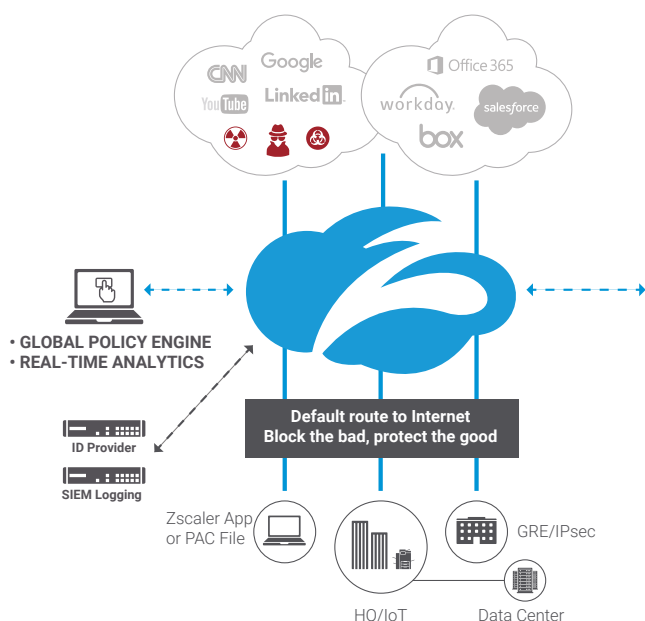 CNN
Google
YouTube
LinkedIn
Office 365
workday.
salesforce
box
• GLOBAL POLICY ENGINE
• REAL-TIME ANALYTICS
ID Provider
SIEM Logging
Default route to Internet
Block the bad, protect the good
Zscaler App
or PAC File
GRE/IPsec
HQ/IoT
Data Center